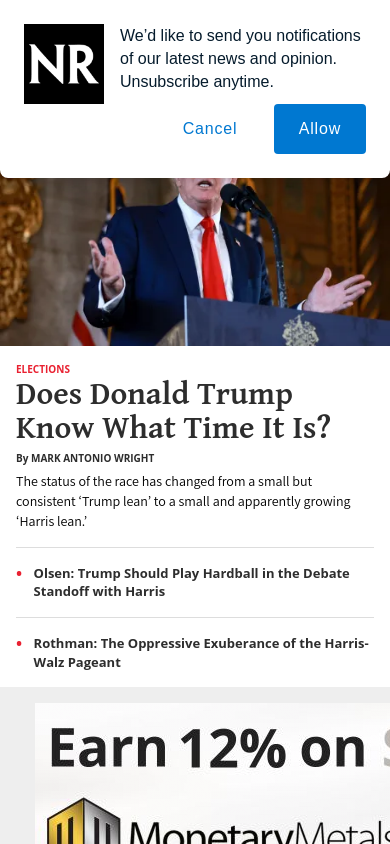 NR
We’d like to send you notifications
of our latest news and opinion.
Unsubscribe anytime.
Cancel
Allow
ELECTIONS
Does Donald Trump
Know What Time It Is?
By MARK ANTONIO WRIGHT
The status of the race has changed from a small but
consistent ‘Trump lean’ to a small and apparently growing
‘Harris lean.’
• Olsen: Trump Should Play Hardball in the Debate
Standoff with Harris
• Rothman: The Oppressive Exuberance of the Harris-
Walz Pageant
Earn 12% on
MonetaryMetals